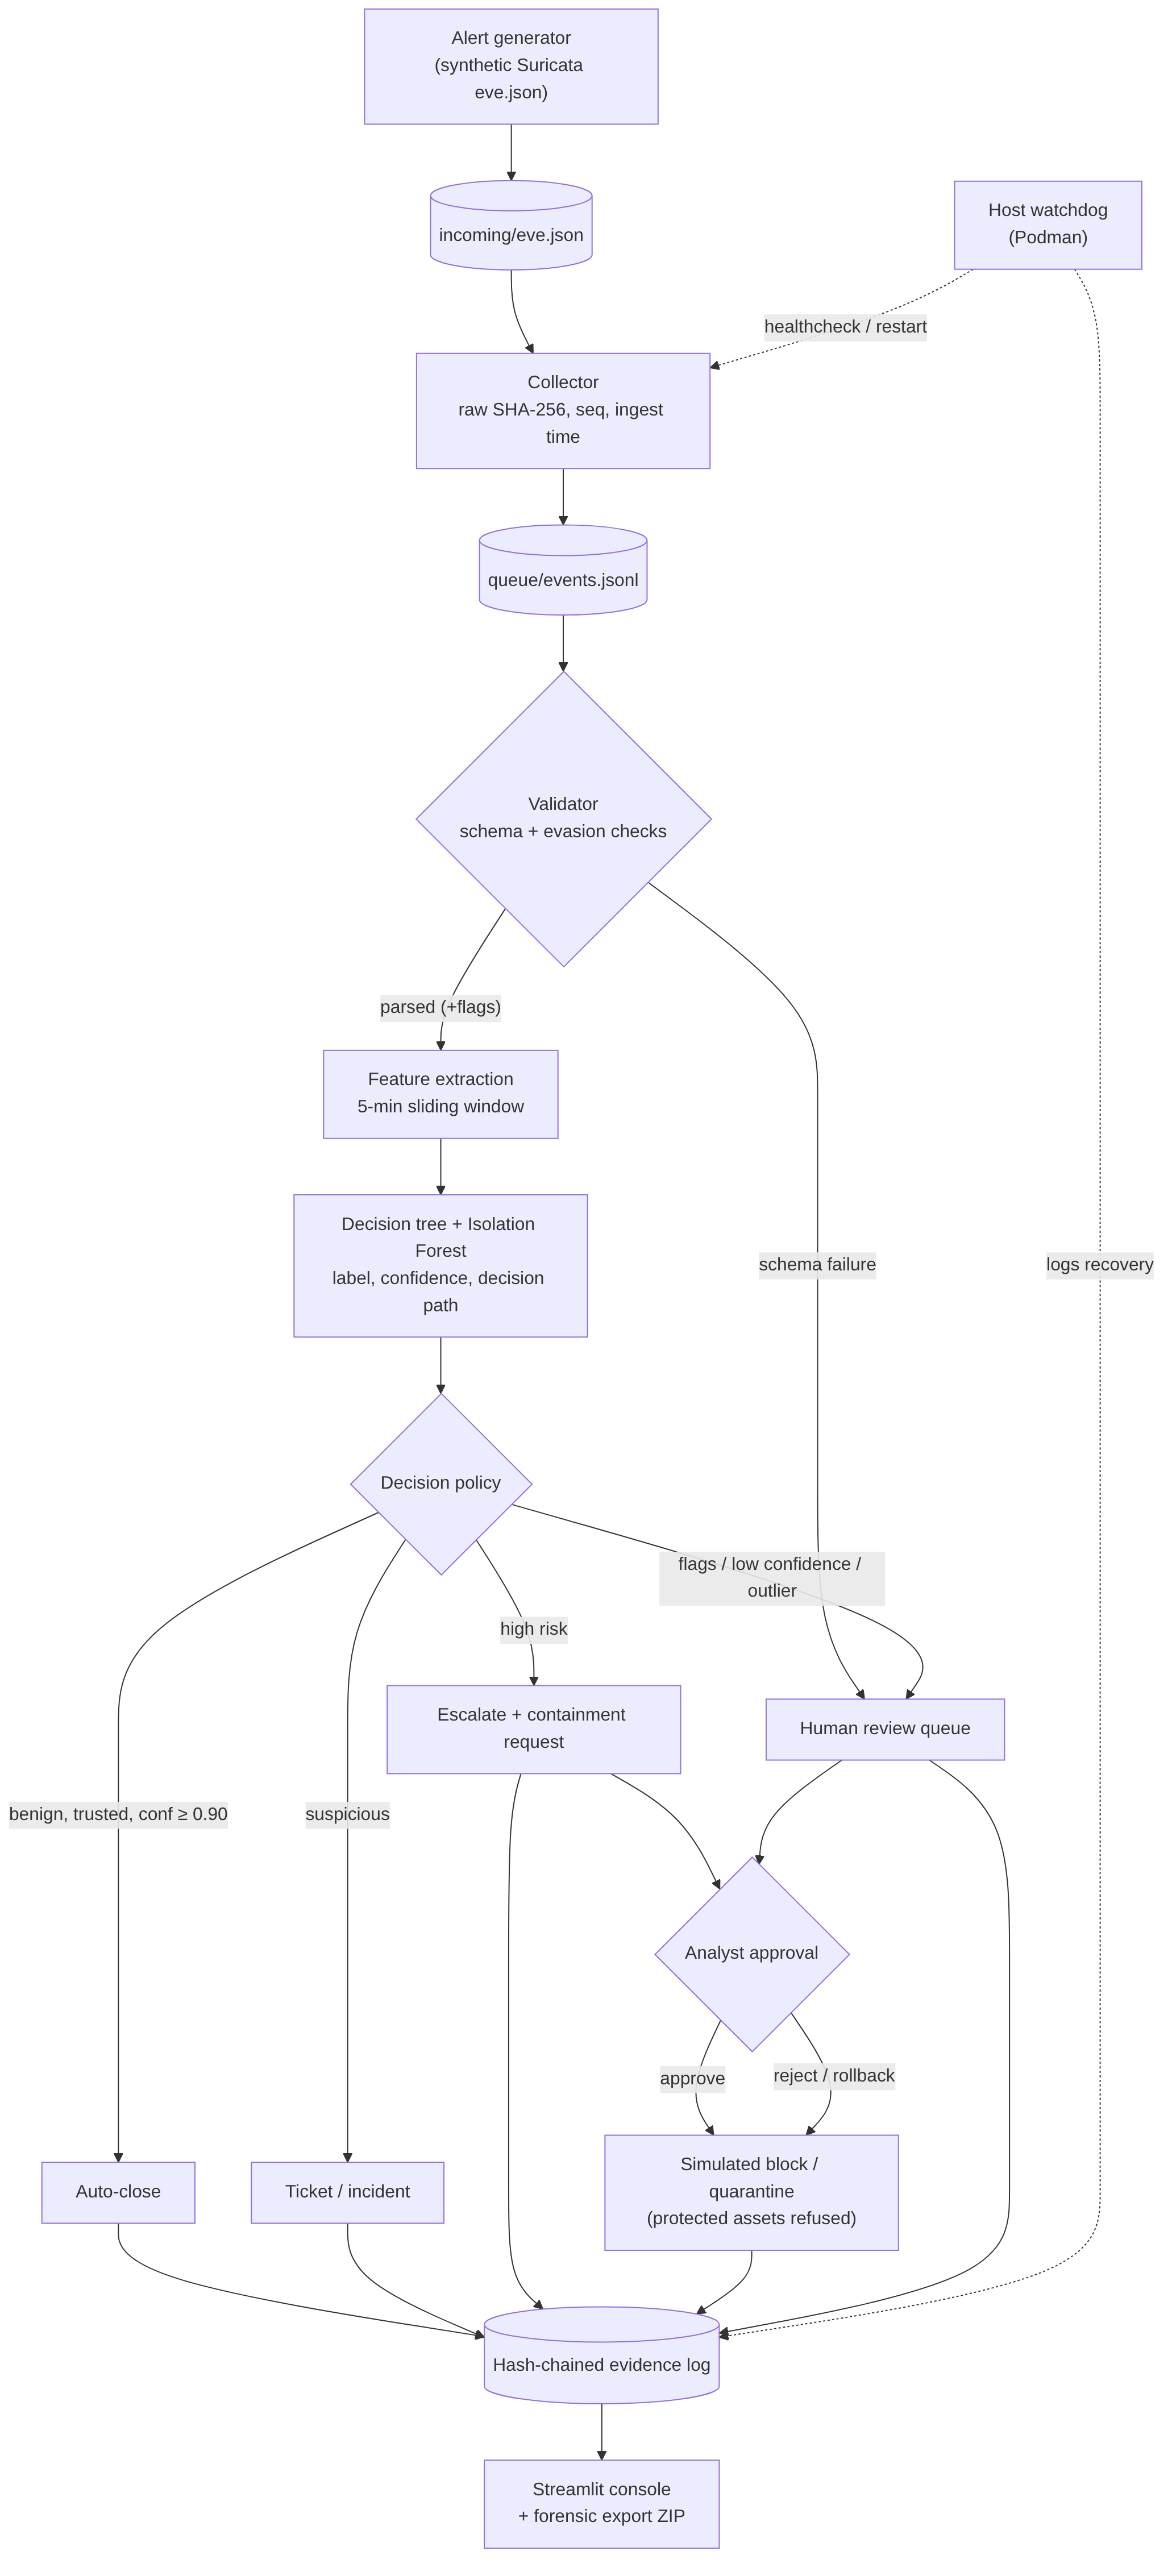 Alert generator
(synthetic Suricata
eve.json)
incoming/eve.json
Host watchdog
(Podman)
healthcheck / restart
Collector
raw SHA-256, seq, ingest
time
queue/events.jsonl
Validator
schema + evasion checks
parsed (+flags)
Feature extraction
5-min sliding window
Decision tree + Isolation
Forest
label, confidence, decision
path
schema failure
logs recovery
Decision policy
flags / low confidence /
outlier
high risk
Escalate + containment
request
Human review queue
benign, trusted, conf ≥ 0.90
suspicious
Analyst approval
approve
reject / rollback
Auto-close
Ticket / incident
Simulated block /
quarantine
(protected assets refused)
Hash-chained evidence log
Streamlit console
+ forensic export ZIP